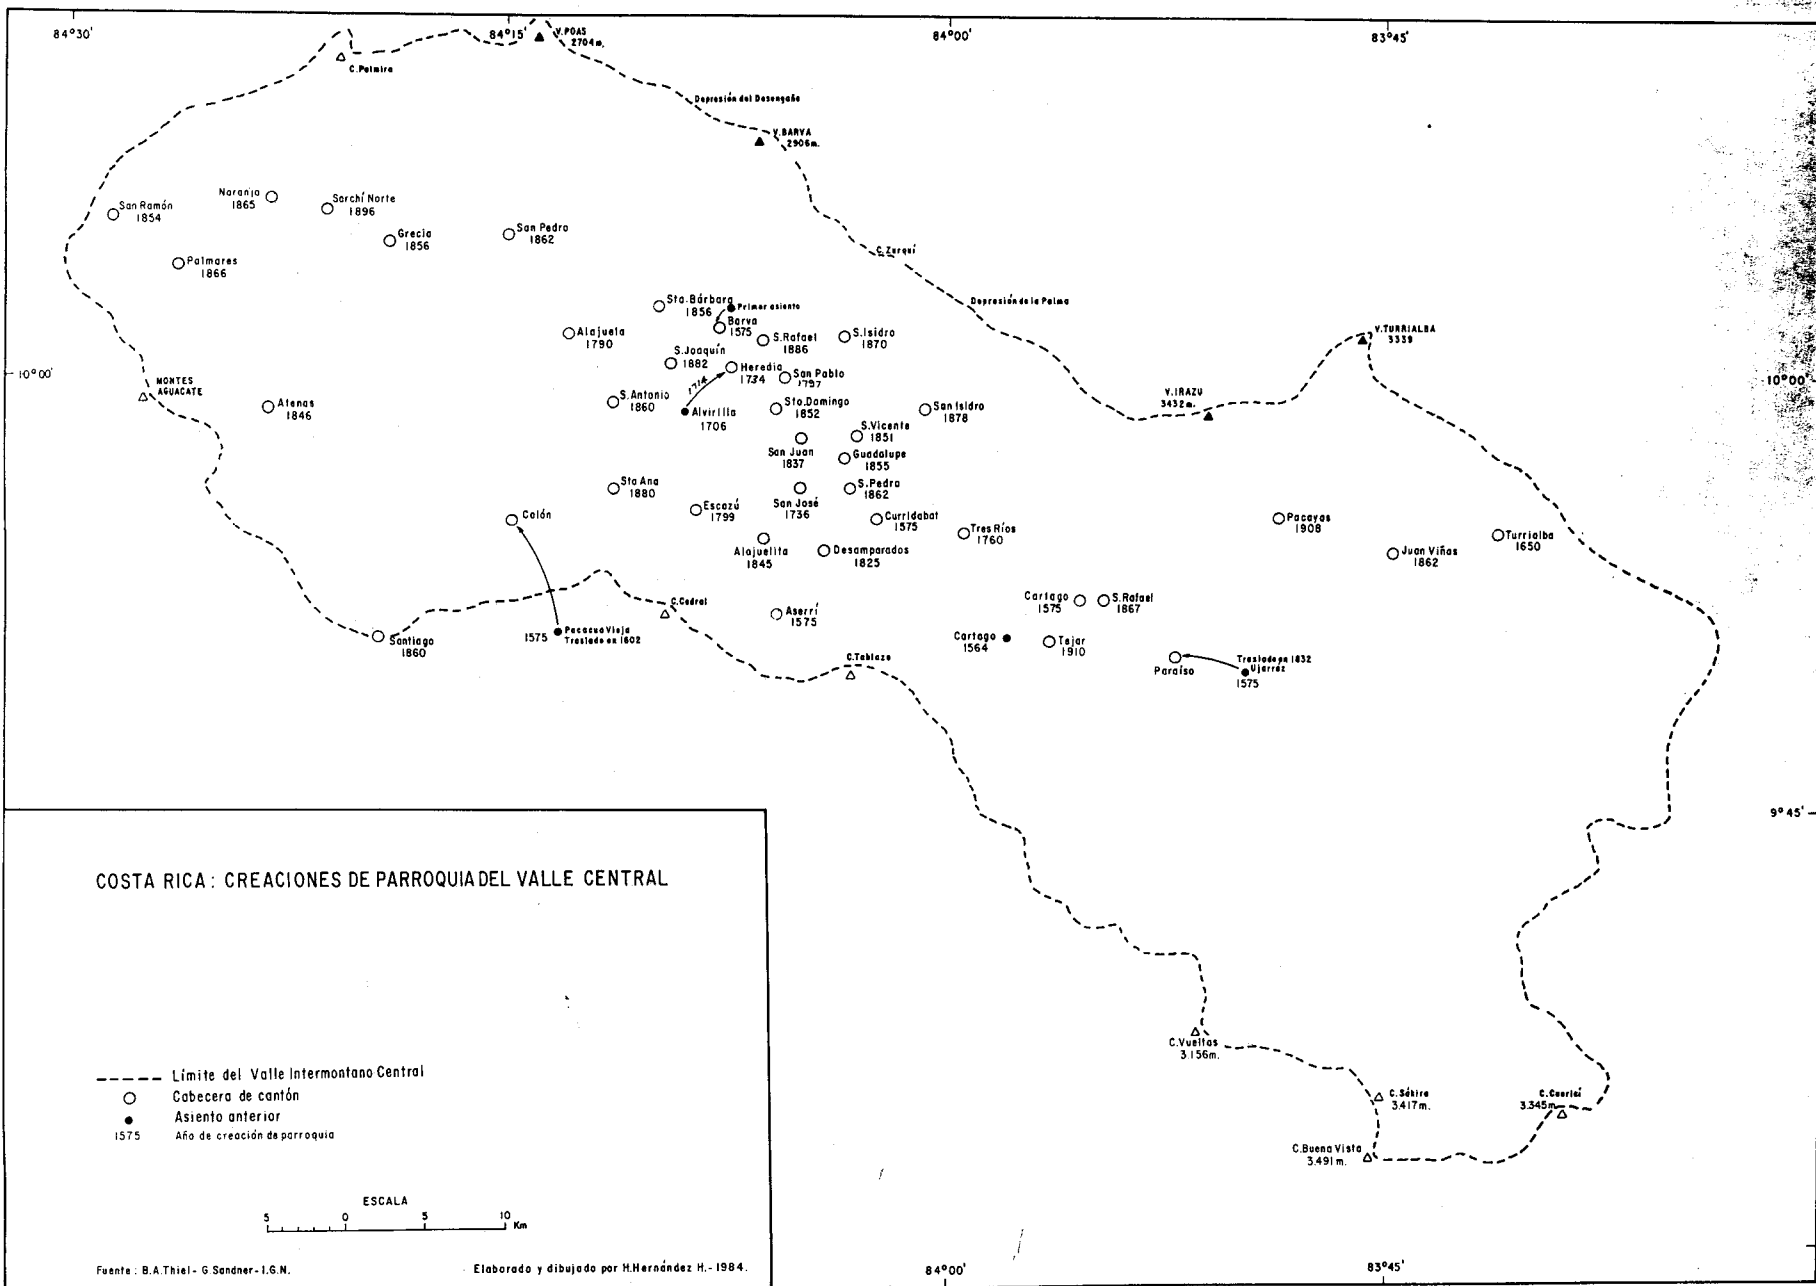 84°30'
84°15'
84°00'
83°45'
V.POAS
2704m.
C.Palmira
Depresión del Desengaño
V.BARVA
2906m.
San Ramón
1854
Naranjo
1865
Sarchí Norte
1896
Grecia
1856
San Pedro
1862
Palmares
1866
C.Zurquí
Depresión de la Palma
Sta.Bárbara
1856
Primer asiento
Barva
1575
Alajuela
1790
S.Rafael
1886
S.Isidro
1870
V.TURRIALBA
3339
S.Joaquín
1882
Heredia
1734
1714
San Pablo
1797
10°00'
10°00'
MONTES
AGUACATE
Atenas
1846
S.Antonio
1860
Alvirilla
1706
Sto.Domingo
1852
San Isidro
1878
V.IRAZU
3432m.
S.Vicente
1851
San Juan
1837
Guadalupe
1855
Sta Ana
1880
Escazú
1799
San José
1736
S.Pedro
1862
Curridabat
1575
Colón
Tres Ríos
1760
Pacayas
1908
Turrialba
1650
Juan Viñas
1862
Alajuelita
1845
Desamparados
1825
Cartago
1575
S.Rafael
1867
C.Cedral
Aserrí
1575
Santiago
1860
1575
Pacacua Vieja
Traslado en 1602
Cartago
1564
Tejar
1910
C.Tablazo
Paraíso
Traslado en 1832
Ujarráz
1575
9°45'
COSTA RICA: CREACIONES DE PARROQUIA DEL VALLE CENTRAL
Límite del Valle Intermontano Central
Cabecera de cantón
Asiento anterior
1575 Año de creación de parroquia
C.Vueltas
3.156m.
C.Sákira
3.417m.
C.Cuericí
3.345m
C.Buena Vista
3.491m.
ESCALA
5 0 5 10 Km
Fuente: B.A.Thiel - G.Sandner - I.G.N.
Elaborado y dibujado por H.Hernández H.-1984.
84°00'
83°45'